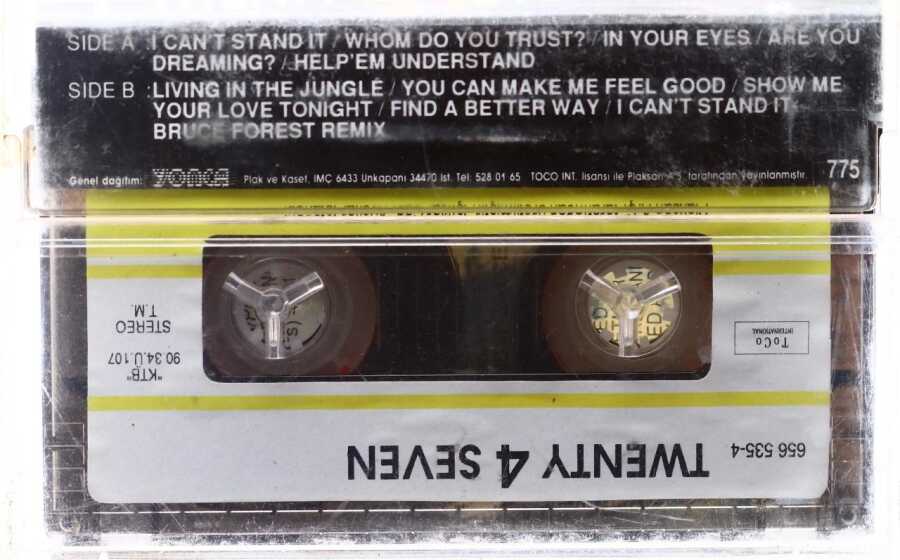 SIDE A : I CAN'T STAND IT / WHOM DO YOU TRUST? / IN YOUR EYES / ARE YOU
DREAMING? / HELP'EM UNDERSTAND
SIDE B : LIVING IN THE JUNGLE / YOU CAN MAKE ME FEEL GOOD / SHOW ME
YOUR LOVE TONIGHT / FIND A BETTER WAY / I CAN'T STAND IT
BRUCE FOREST REMIX
Genel dağıtım: YONCA Plak ve Kaset, İMÇ 6433 Unkapanı 34470 İst. Tel: 528 01 65 TOCO INT. lisansı ile Plaksan A.Ş. tarafından yayınlanmıştır. 775
TWENTY 4 SEVEN
656 535-4
"KTB"
90.34.Ü.107
STEREO
T.M.
ToCo
INTERNATIONAL